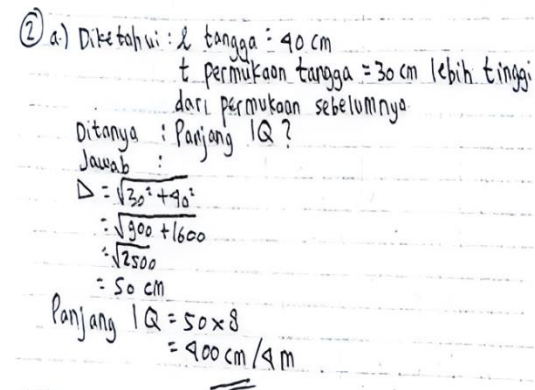 ② a.) Diketahui : l tangga = 40 cm
t permukaan tangga = 30 cm lebih tinggi
dari permukaan sebelumnya
Ditanya : Panjang IQ ?
Jawab :
D = √30² + 40²
= √900 + 1600
= √2500
= 50 cm
Panjang IQ = 50 x 8
= 400 cm / 4 m